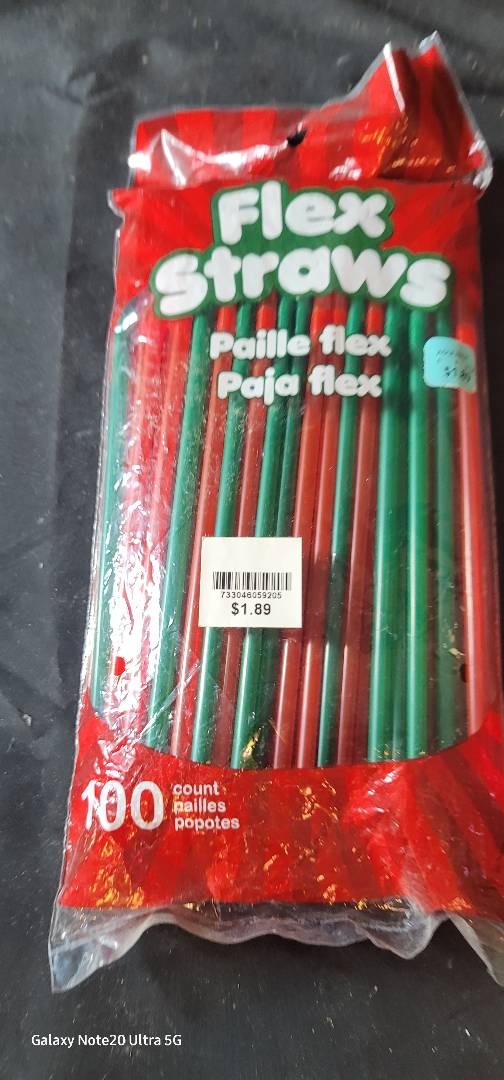 Flex
Straws
Paille flex
Paja flex
$1.89
733046059205
$1.89
100 count
pailles
popotes
Galaxy Note20 Ultra 5G